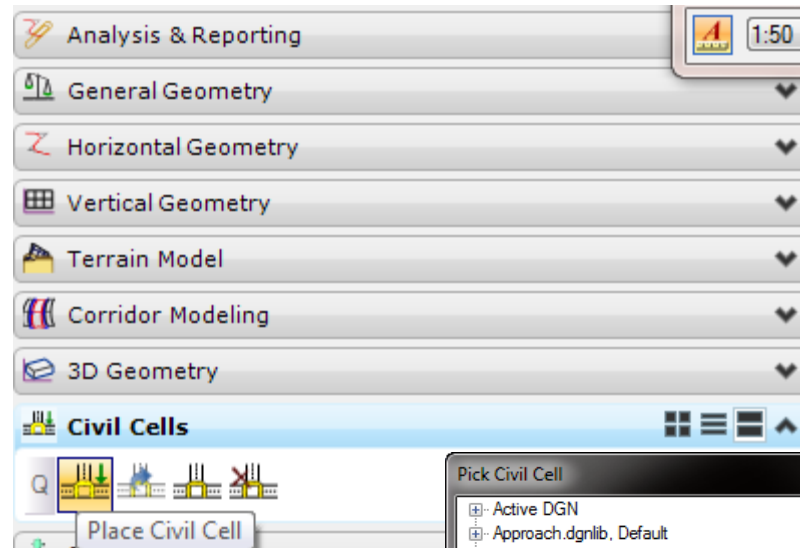 Analysis & Reporting
1:50
General Geometry
Horizontal Geometry
Vertical Geometry
Terrain Model
Corridor Modeling
3D Geometry
Civil Cells
Q
Pick Civil Cell
Active DGN
Approach.dgnlib, Default
Place Civil Cell